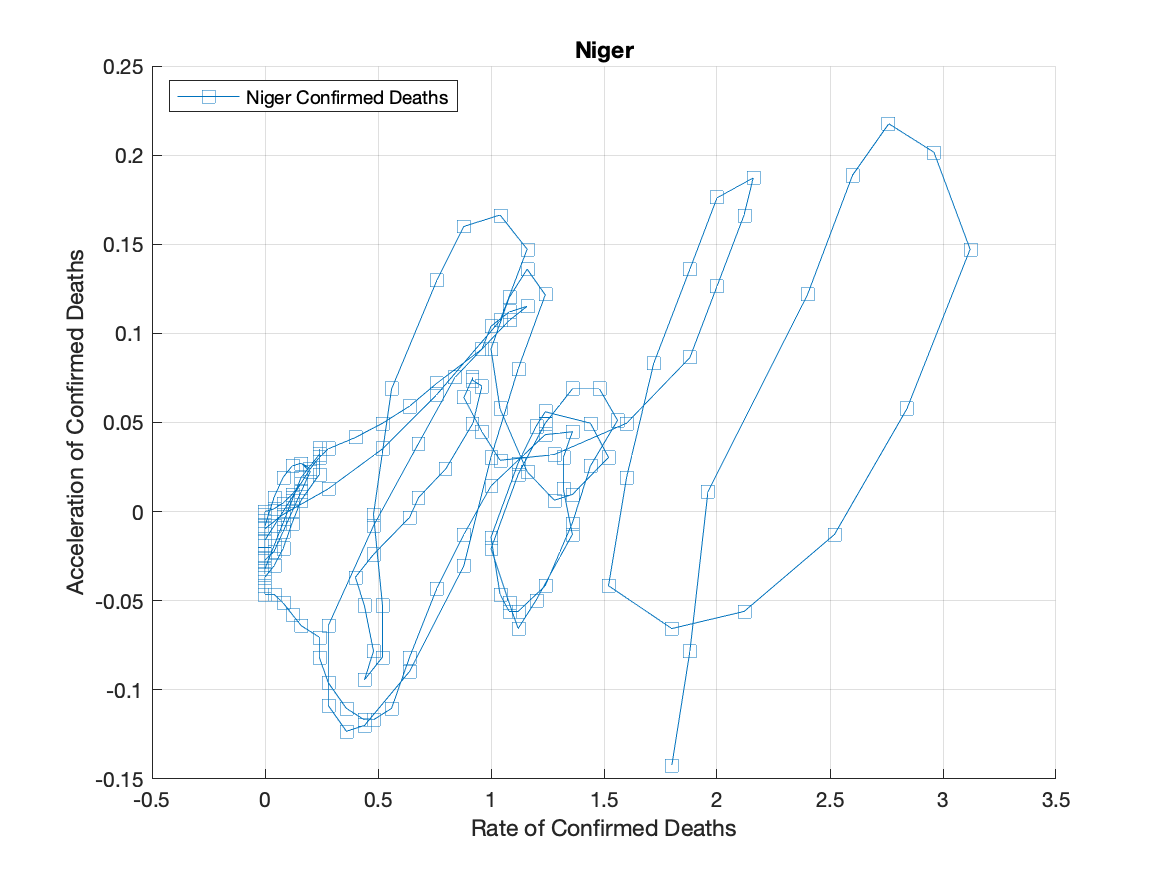 Niger
Niger Confirmed Deaths
0.25
0.2
0.15
0.1
0.05
0
-0.05
-0.1
-0.15
Acceleration of Confirmed Deaths
-0.5 0 0.5 1 1.5 2 2.5 3 3.5
Rate of Confirmed Deaths